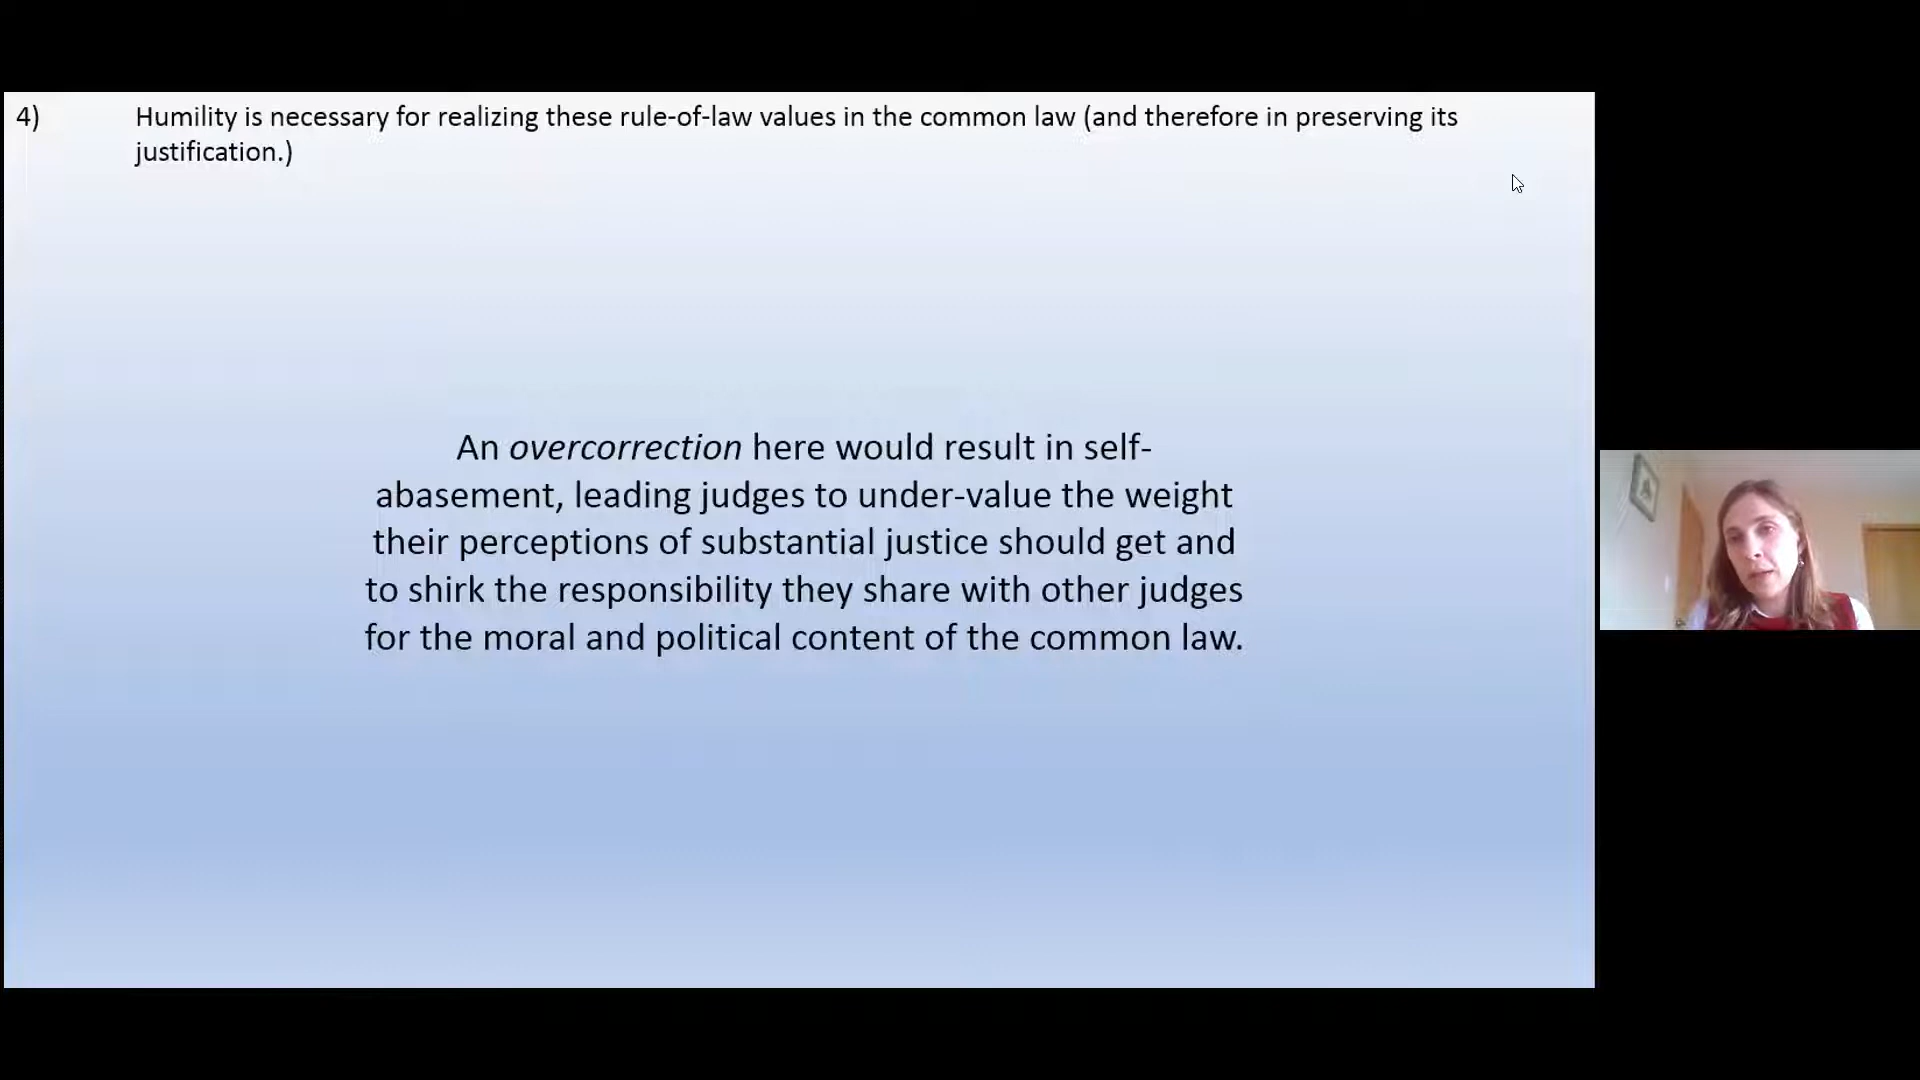 4) Humility is necessary for realizing these rule-of-law values in the common law (and therefore in preserving its
justification.)
An overcorrection here would result in self-
abasement, leading judges to under-value the weight
their perceptions of substantial justice should get and
to shirk the responsibility they share with other judges
for the moral and political content of the common law.